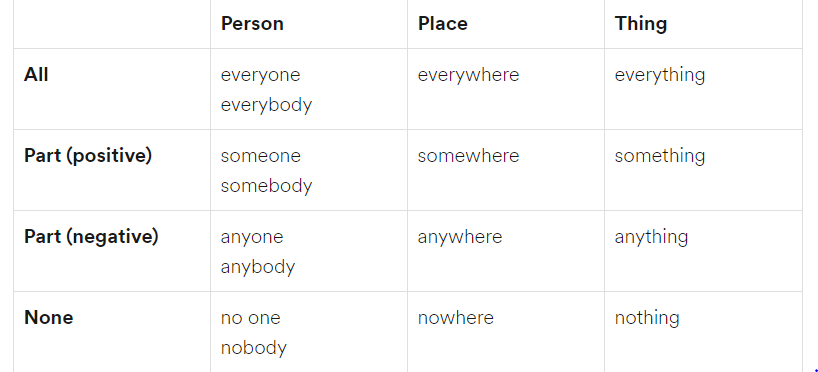 Person Place Thing
All everyone everywhere everything
everybody
Part (positive) someone somewhere something
somebody
Part (negative) anyone anywhere anything
anybody
None no one nowhere nothing
nobody